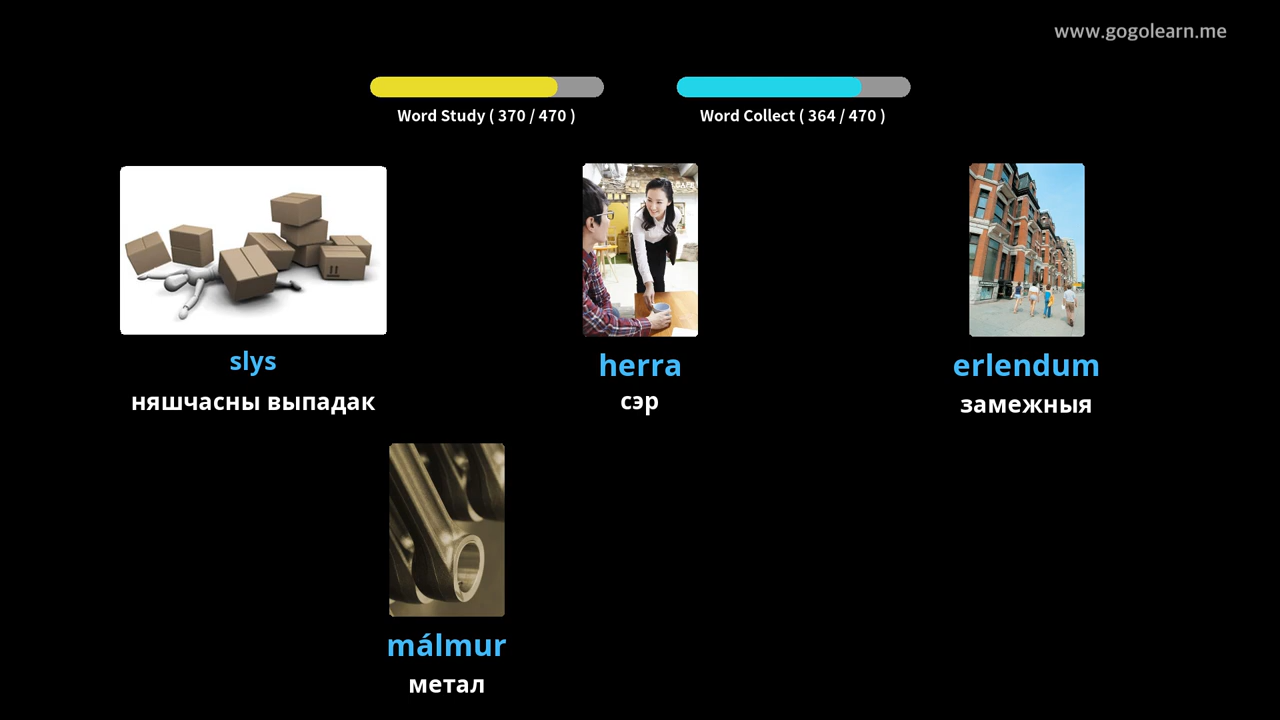 www.gogolearn.me
Word Study ( 370 / 470 )
Word Collect ( 364 / 470 )
slys
няшчасны выпадак
herra
сэр
erlendum
замежныя
málmur
метал